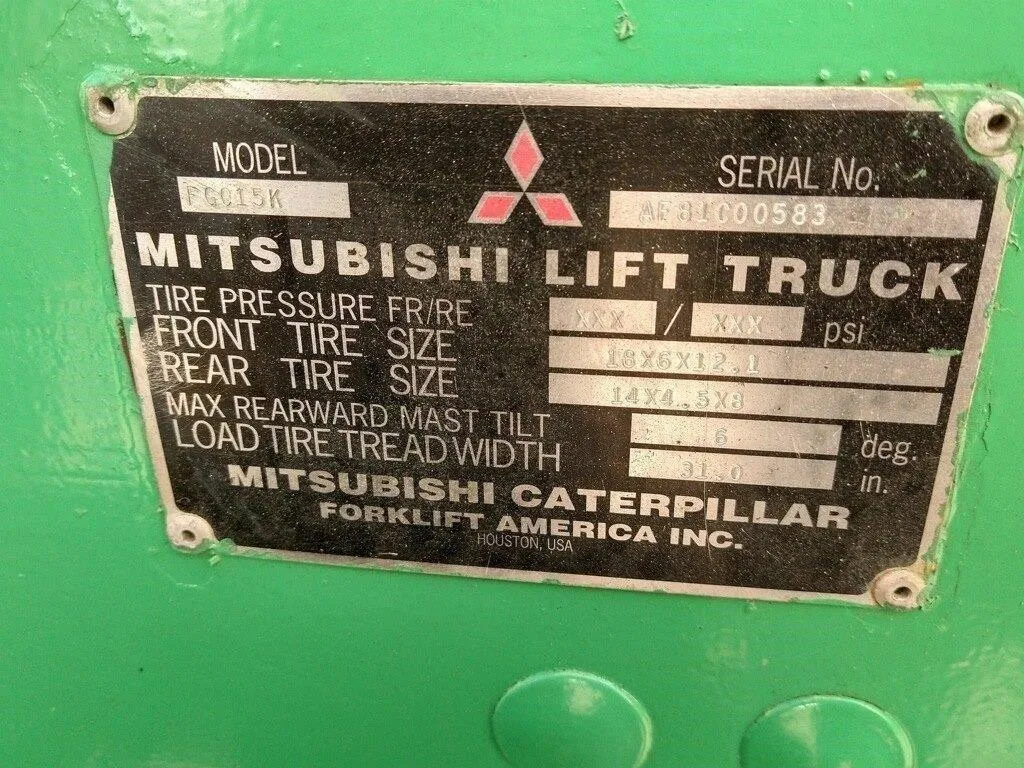 MODEL
FGC15K
SERIAL No.
AF81C00583
MITSUBISHI LIFT TRUCK
TIRE PRESSURE FR/RE XXX / XXX psi
FRONT TIRE SIZE 18X6X12.1
REAR TIRE SIZE 14X4.5X8
MAX REARWARD MAST TILT 6 deg.
LOAD TIRE TREAD WIDTH 31.0 in.
MITSUBISHI CATERPILLAR
FORKLIFT AMERICA INC.
HOUSTON, USA